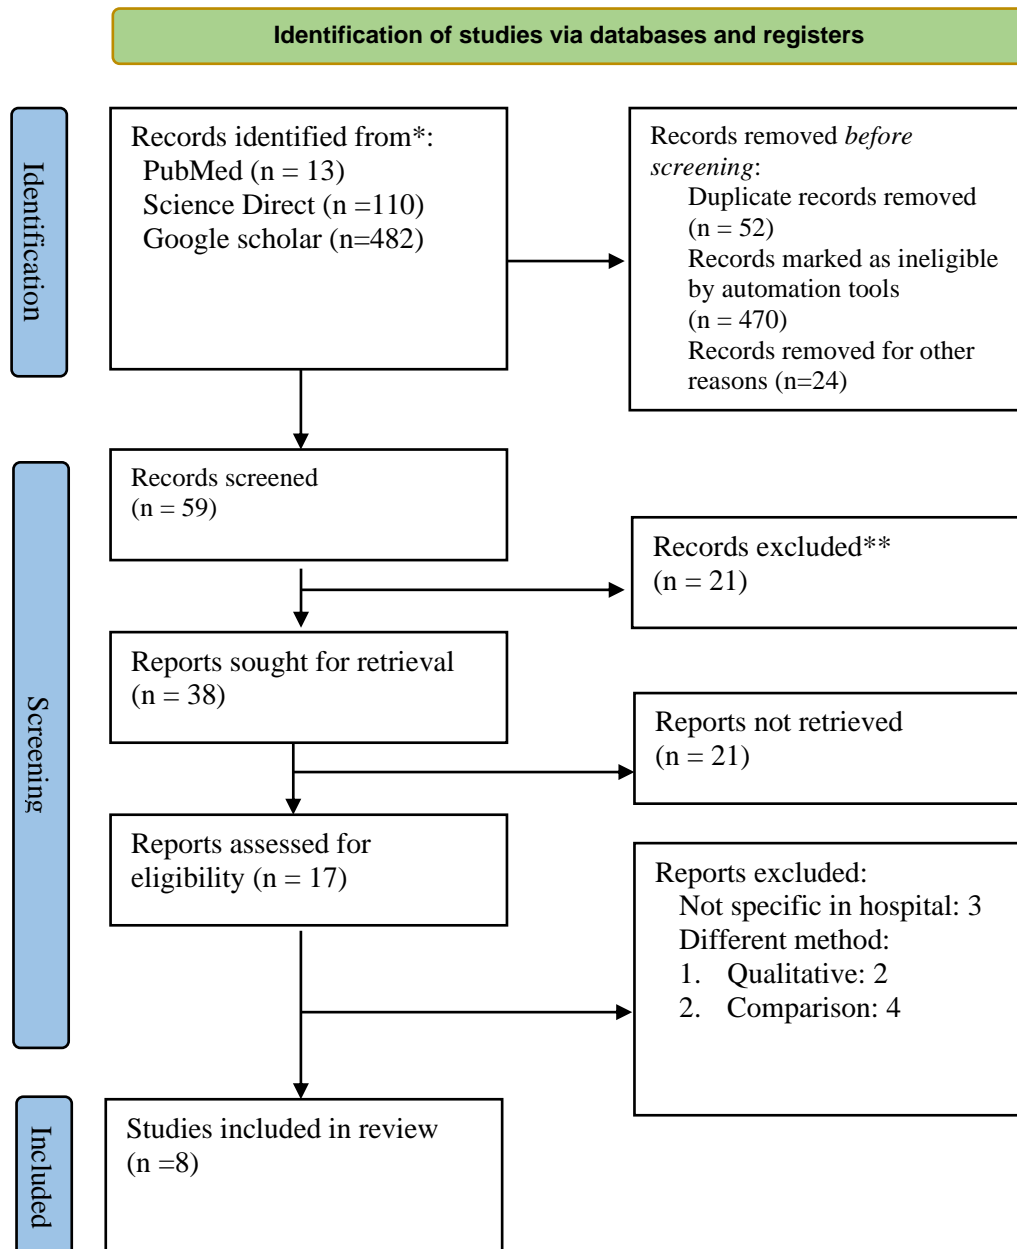 Identification of studies via databases and registers
Identification
Records identified from*:
PubMed (n = 13)
Science Direct (n =110)
Google scholar (n=482)
Records removed before
screening:
Duplicate records removed
(n = 52)
Records marked as ineligible
by automation tools
(n = 470)
Records removed for other
reasons (n=24)
Screening
Records screened
(n = 59)
Records excluded**
(n = 21)
Reports sought for retrieval
(n = 38)
Reports not retrieved
(n = 21)
Reports assessed for
eligibility (n = 17)
Reports excluded:
Not specific in hospital: 3
Different method:
1. Qualitative: 2
2. Comparison: 4
Included
Studies included in review
(n =8)